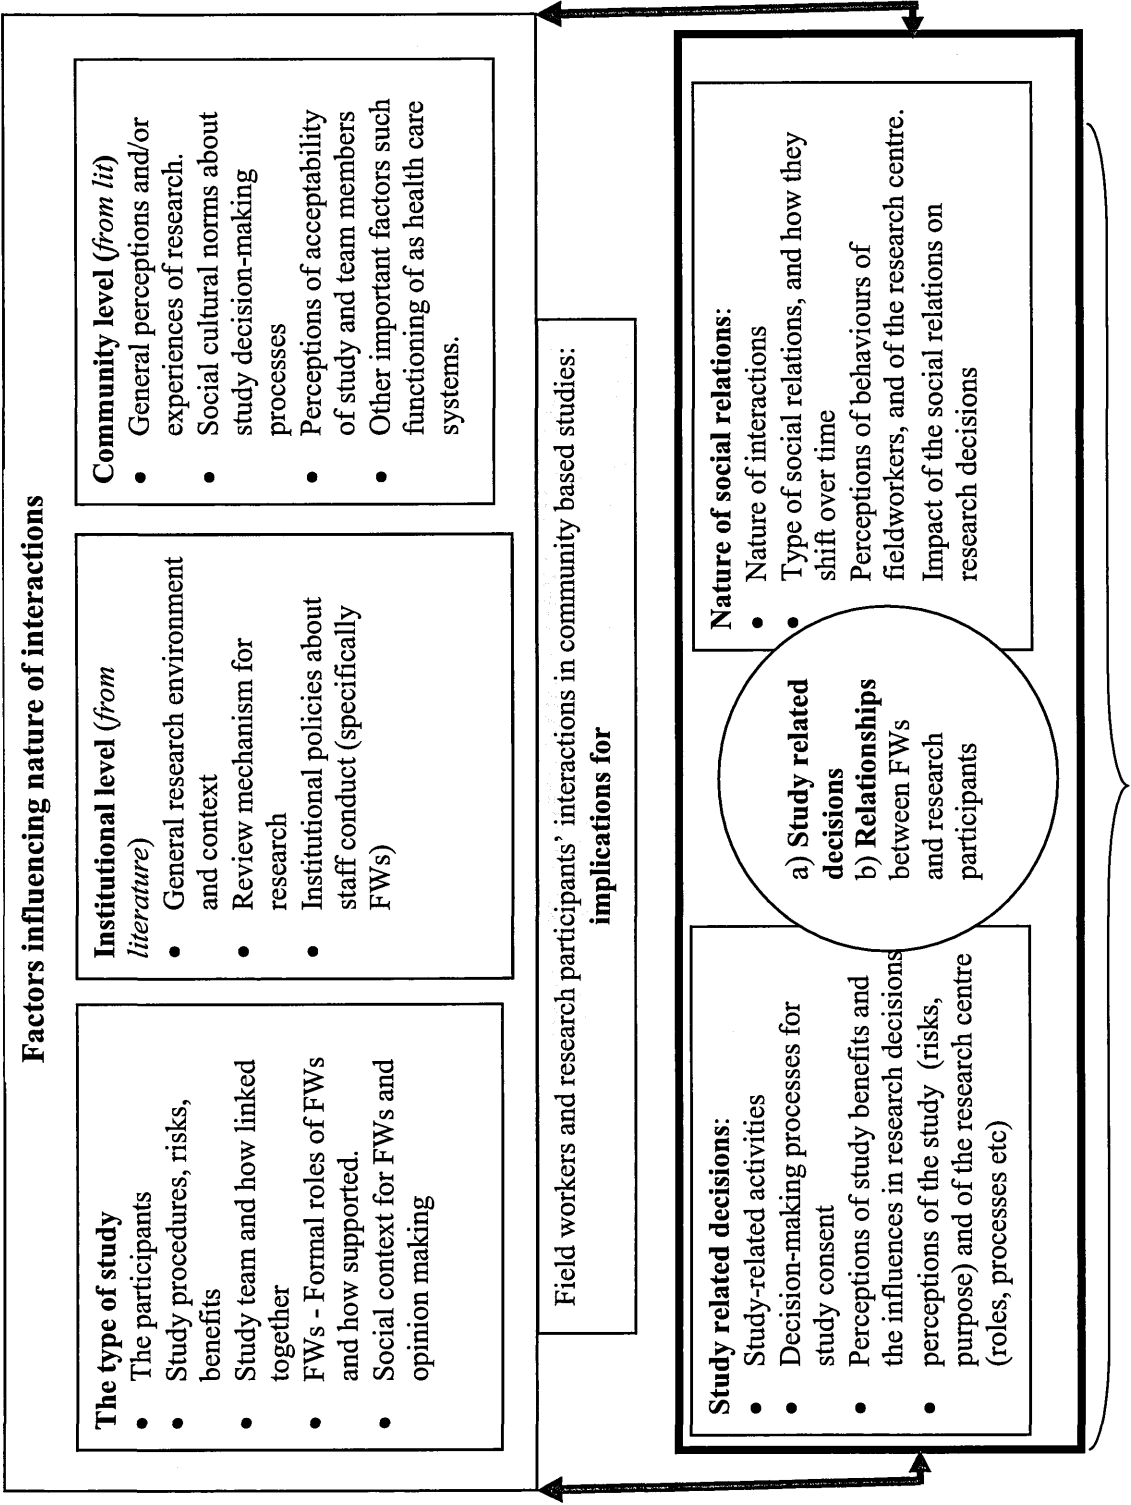 Factors influencing nature of interactions
The type of study
• The participants
• Study procedures, risks,
benefits
• Study team and how linked
together
• FWs - Formal roles of FWs
and how supported.
• Social context for FWs and
opinion making
Institutional level (from
literature)
• General research environment
and context
• Review mechanism for
research
• Institutional policies about
staff conduct (specifically
FWs)
Community level (from lit)
• General perceptions and/or
experiences of research.
• Social cultural norms about
study decision-making
processes
• Perceptions of acceptability
of study and team members
• Other important factors such
functioning of as health care
systems.
Field workers and research participants' interactions in community based studies:
implications for
Study related decisions:
• Study-related activities
• Decision-making processes for
study consent
• Perceptions of study benefits and
the influences in research decisions
• perceptions of the study (risks,
purpose) and of the research centre
(roles, processes etc)
a) Study related
decisions
b) Relationships
between FWs
and research
participants
Nature of social relations:
• Nature of interactions
• Type of social relations, and how they
shift over time
Perceptions of behaviours of
fieldworkers, and of the research centre.
Impact of the social relations on
research decisions